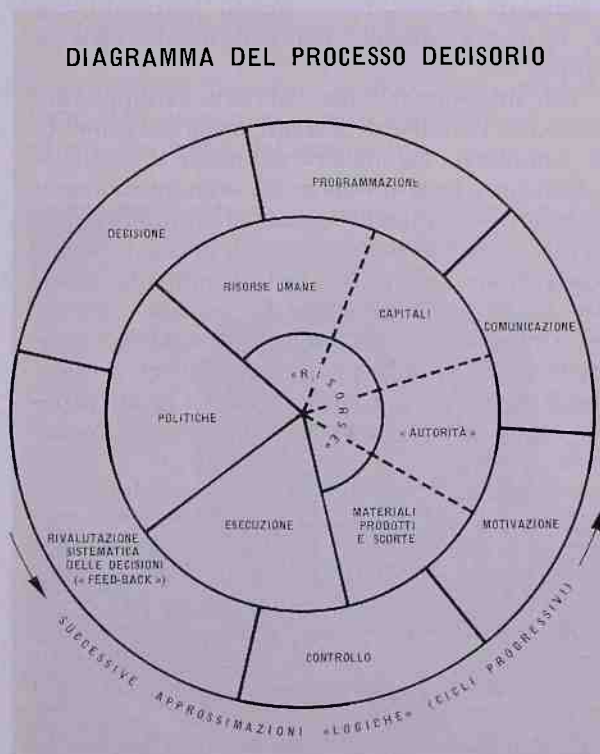 DIAGRAMMA DEL PROCESSO DECISORIO
PROGRAMMAZIONE
DECISIONE
RISORSE UMANE
CAPITALI
COMUNICAZIONE
«RISORSE»
POLITICHE
« AUTORITÀ »
ESECUZIONE
MATERIALI
PRODOTTI
E SCORTE
MOTIVAZIONE
RIVALUTAZIONE
SISTEMATICA
DELLE DECISIONI
(« FEED-BACK »)
CONTROLLO
SUCCESSIVE APPROSSIMAZIONI «LOGICHE» (CICLI PROGRESSIVI)